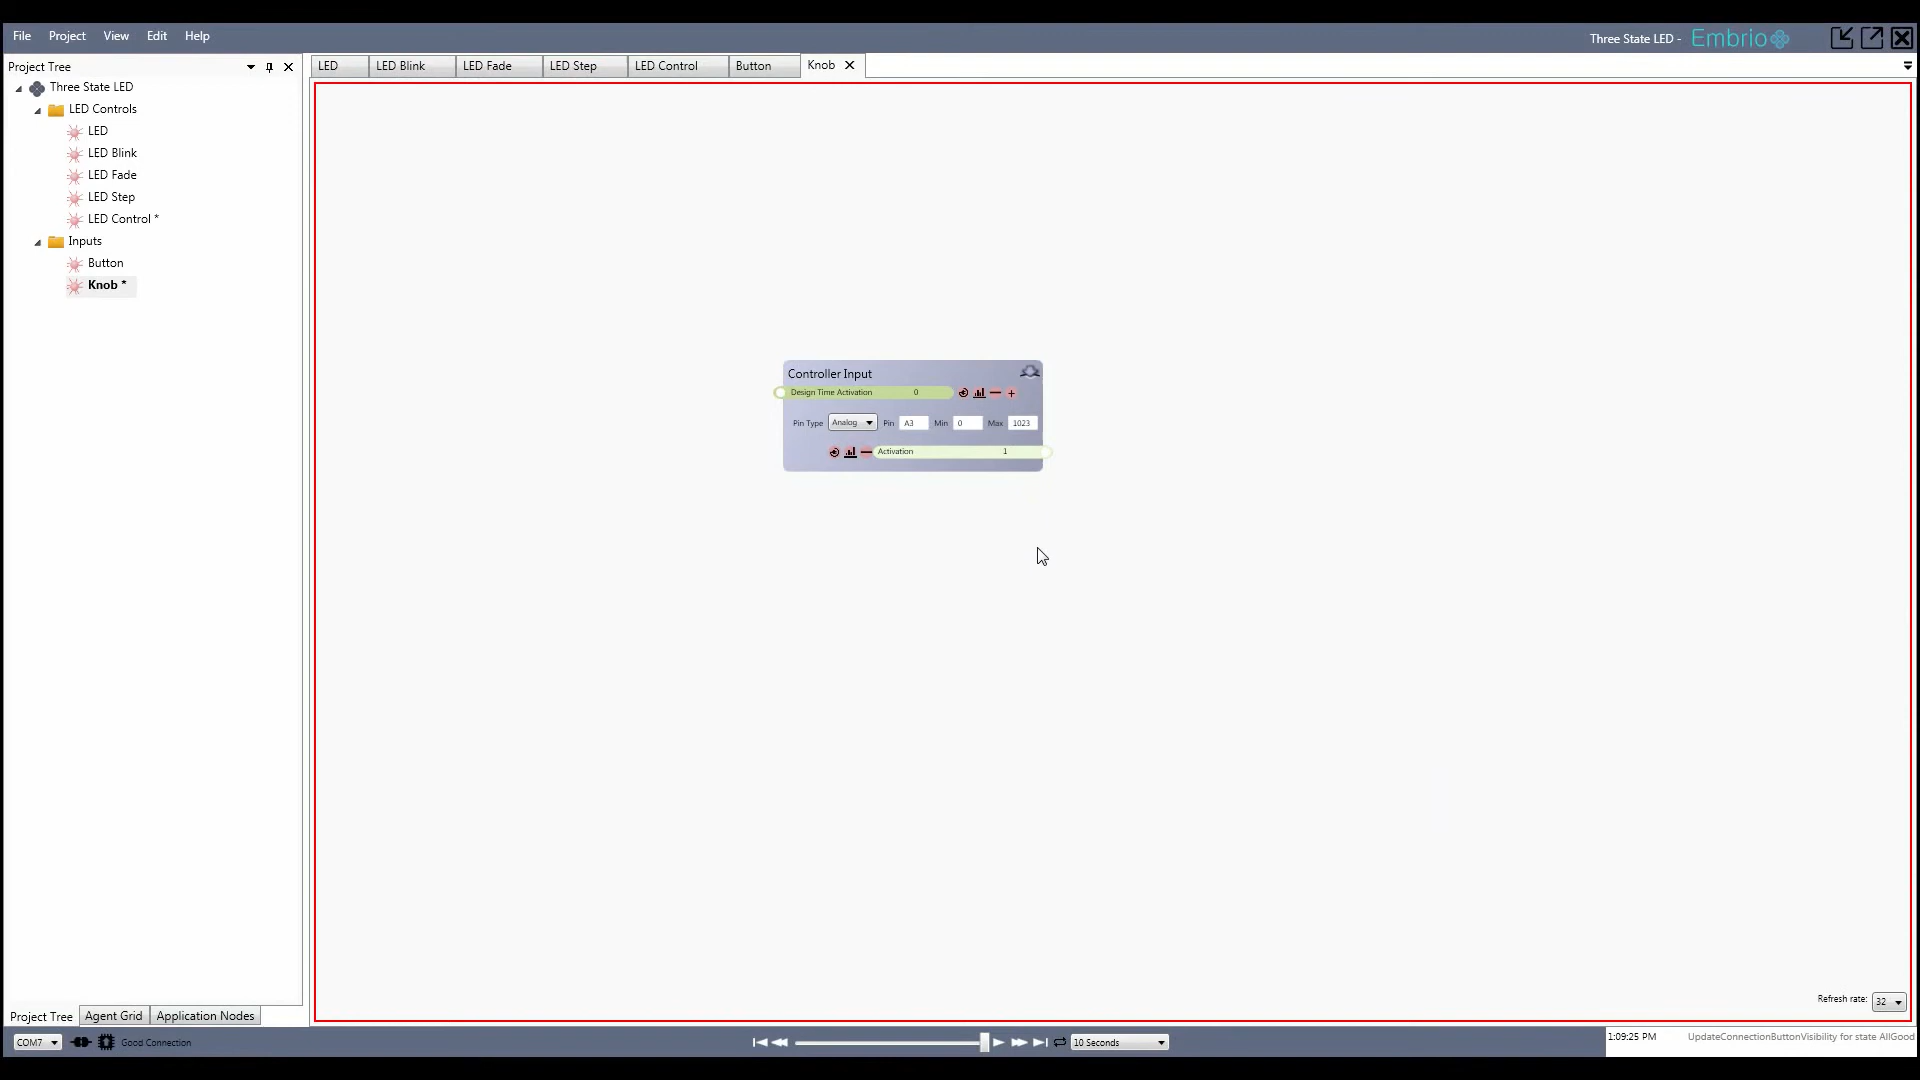 File Project View Edit Help
Three State LED - Embrio
Project Tree
LED LED Blink LED Fade LED Step LED Control Button Knob
Three State LED
LED Controls
LED
LED Blink
LED Fade
LED Step
LED Control *
Inputs
Button
Knob *
Controller Input
Design Time Activation 0
Pin Type Analog Pin A3 Min 0 Max 1023
Activation 1
Refresh rate: 32
Project Tree Agent Grid Application Nodes
COM7 Good Connection 10 Seconds
1:09:25 PM UpdateConnectionButtonVisibility for state AllGood